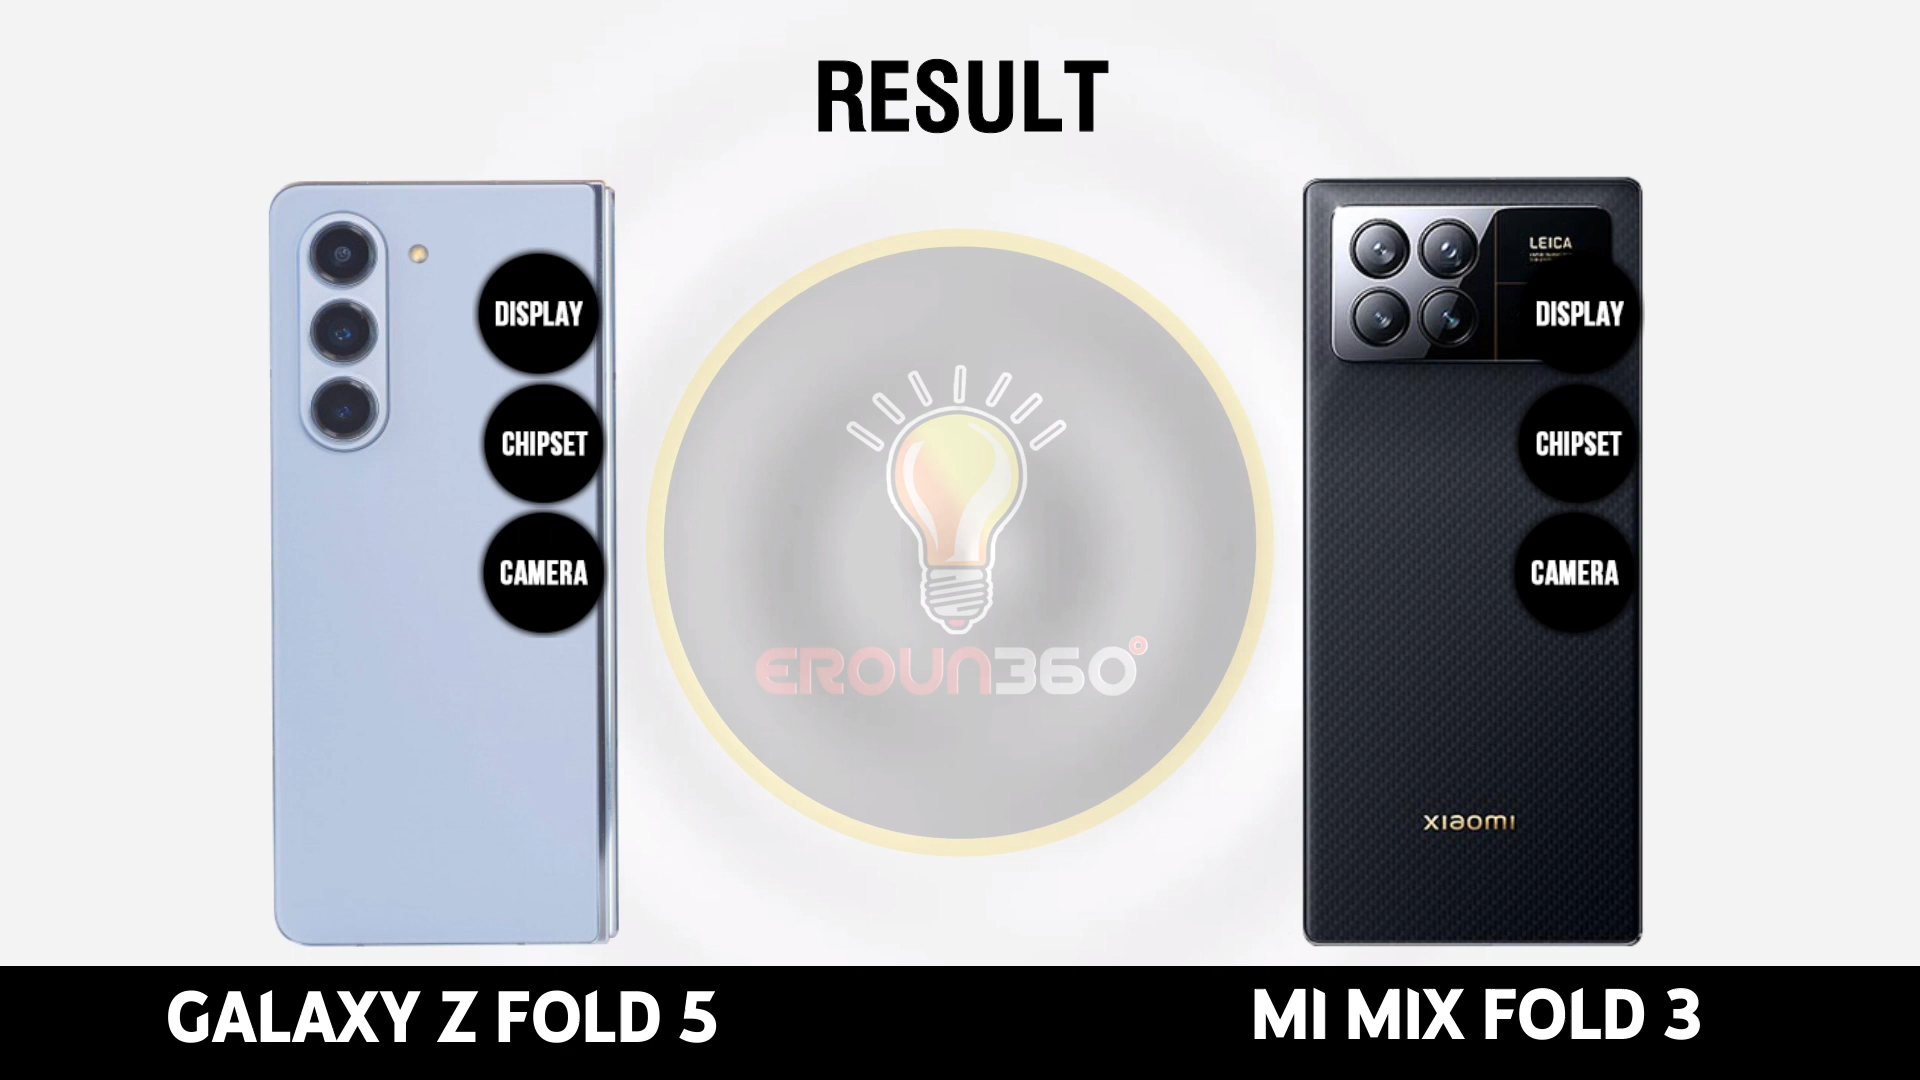 RESULT
DISPLAY
CHIPSET
CAMERA
LEICA
DISPLAY
CHIPSET
CAMERA
XIAOMI
EROUN360°
GALAXY Z FOLD 5
MI MIX FOLD 3